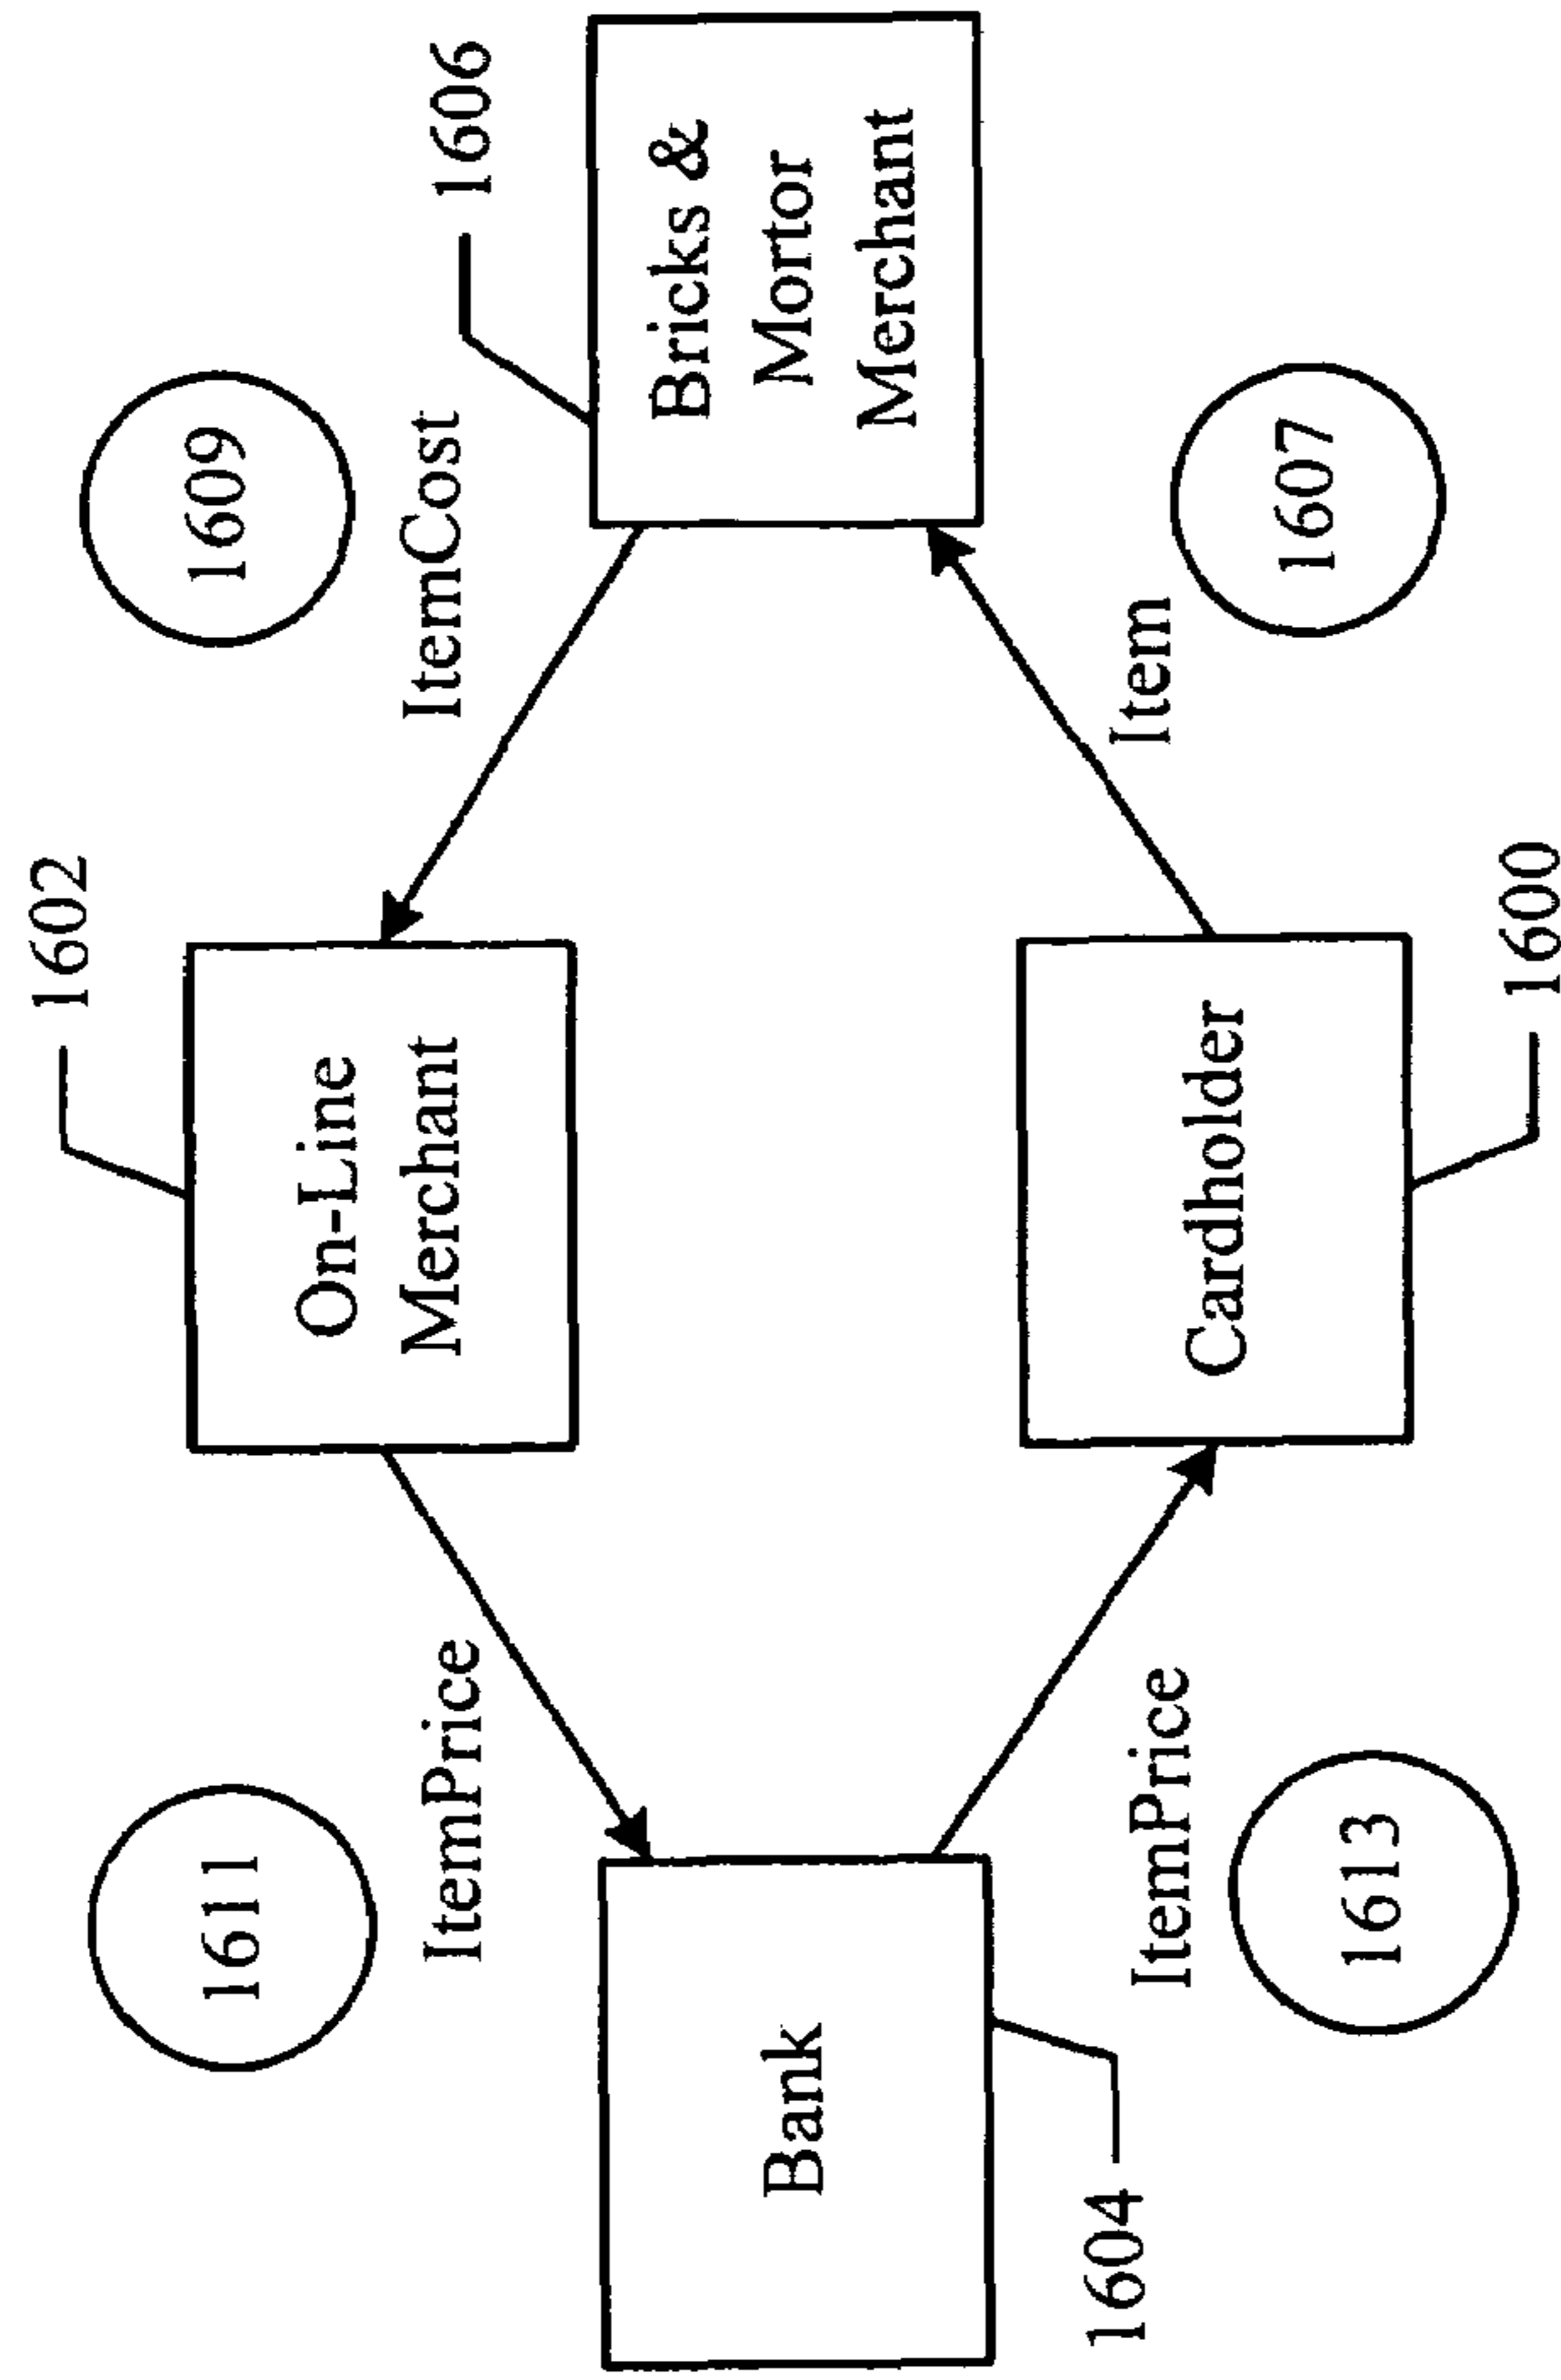 1602
1609
1611
On-Line
Merchant
ItemCost
1606
ItemPrice
Bank
Bricks &
Mortor
Merchant
1604
ItemPrice
Item
Cardholder
1607
1613
1600